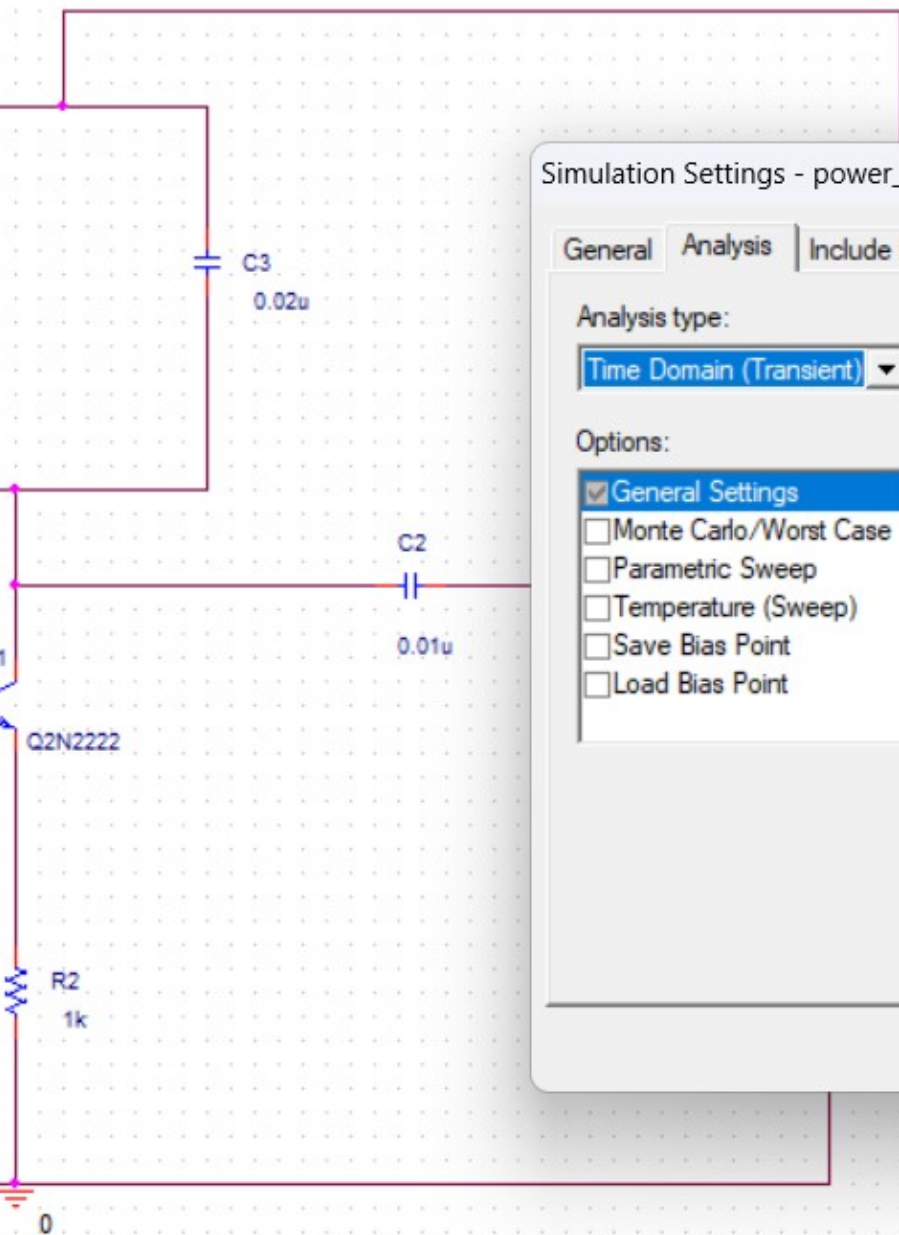 C3
0.02u
C2
0.01u
Q2N2222
R2
1k
0
Simulation Settings - power_
General
Analysis
Include
Analysis type:
Time Domain (Transient)
Options:
General Settings
Monte Carlo/Worst Case
Parametric Sweep
Temperature (Sweep)
Save Bias Point
Load Bias Point